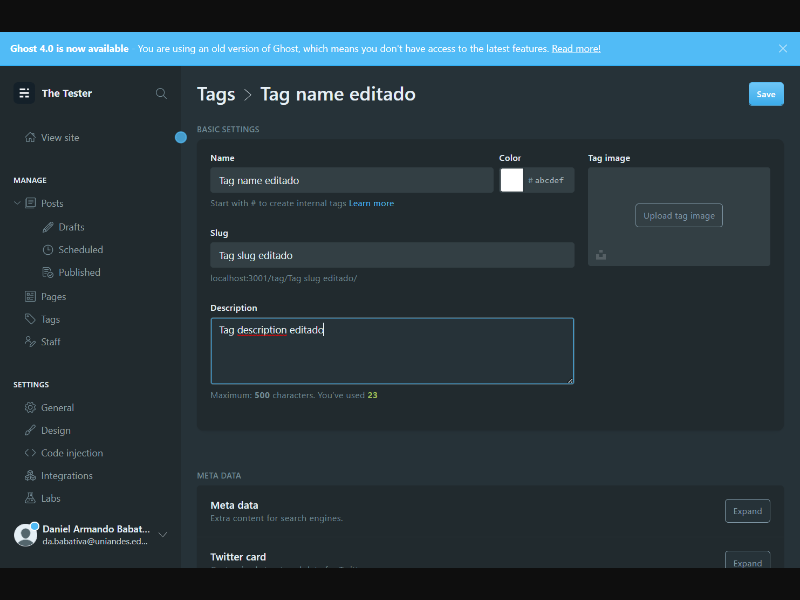 Ghost 4.0 is now available You are using an old version of Ghost, which means you don't have access to the latest features. Read more!
The Tester
Tags > Tag name editado
Save
View site
BASIC SETTINGS
MANAGE
Posts
Drafts
Scheduled
Published
Pages
Tags
Staff
SETTINGS
General
Design
Code injection
Integrations
Labs
Daniel Armando Babat...
da.babativa@uniandes.ed...
Name
Tag name editado
Start with # to create internal tags Learn more
Color
# abcdef
Tag image
Upload tag image
Slug
Tag slug editado
localhost:3001/tag/Tag slug editado/
Description
Tag description editado
Maximum: 500 characters. You've used 23
META DATA
Meta data
Extra content for search engines.
Expand
Twitter card
Expand